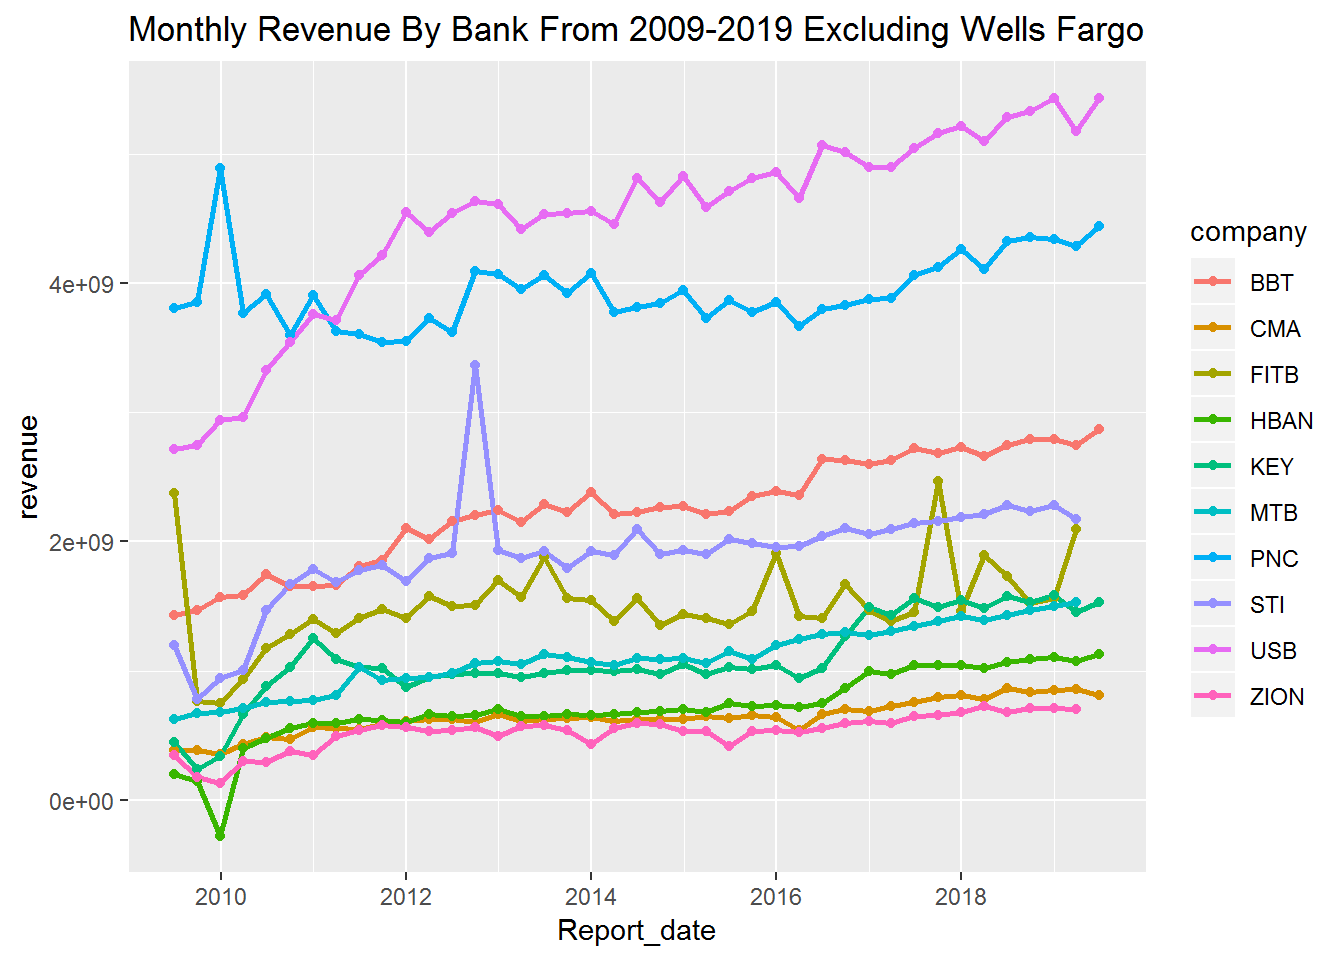 Monthly Revenue By Bank From 2009-2019 Excluding Wells Fargo
revenue
4e+09
2e+09
0e+00
2010 2012 2014 2016 2018
Report_date
company
BBT
CMA
FITB
HBAN
KEY
MTB
PNC
STI
USB
ZION